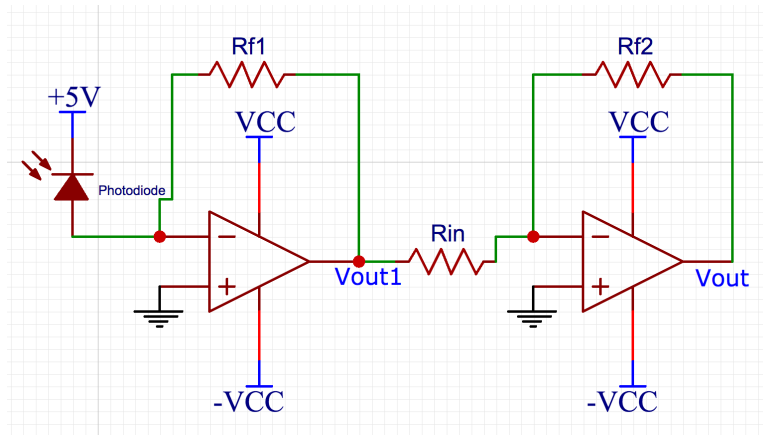 Rf1
Rf2
+5V
VCC
VCC
Photodiode
−
−
Rin
+
+
Vout1
Vout
-VCC
-VCC